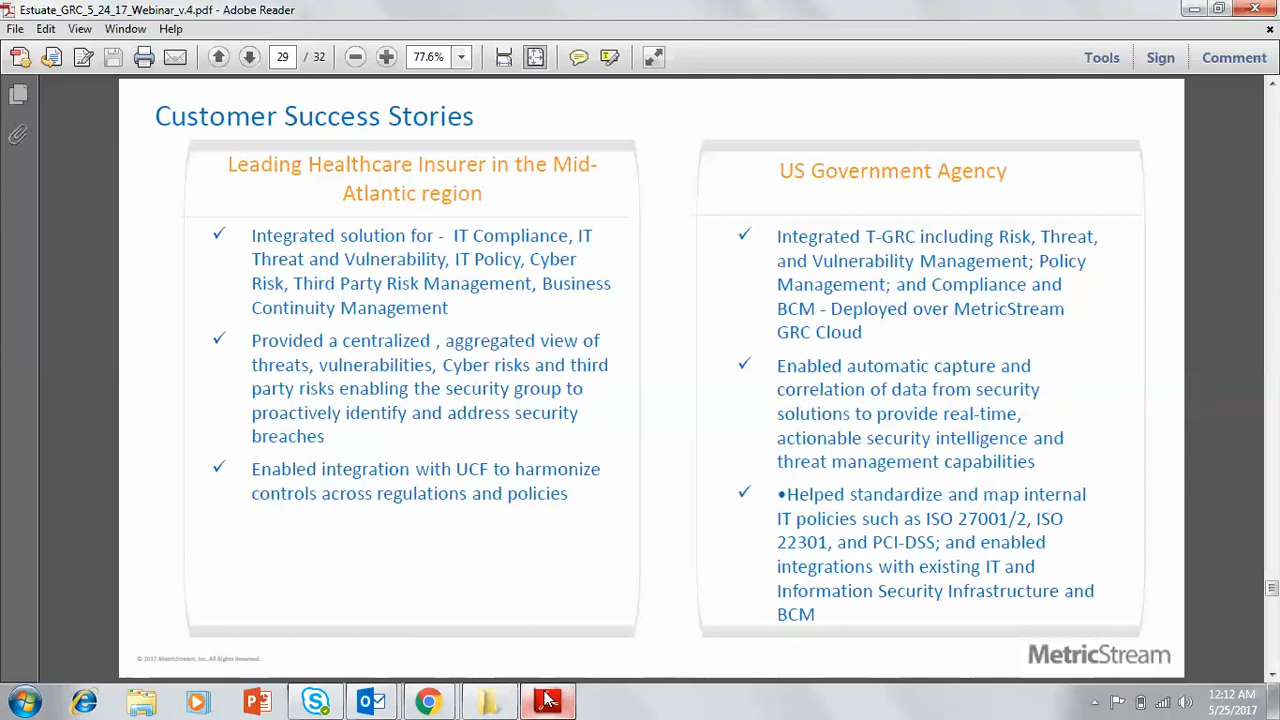 Estuate_GRC_5_24_17_Webinar_v.4.pdf - Adobe Reader
File Edit View Window Help
29 / 32 77.6% Tools Sign Comment
Customer Success Stories
Leading Healthcare Insurer in the Mid-
Atlantic region
Integrated solution for - IT Compliance, IT
Threat and Vulnerability, IT Policy, Cyber
Risk, Third Party Risk Management, Business
Continuity Management
Provided a centralized , aggregated view of
threats, vulnerabilities, Cyber risks and third
party risks enabling the security group to
proactively identify and address security
breaches
Enabled integration with UCF to harmonize
controls across regulations and policies
US Government Agency
Integrated T-GRC including Risk, Threat,
and Vulnerability Management; Policy
Management; and Compliance and
BCM - Deployed over MetricStream
GRC Cloud
Enabled automatic capture and
correlation of data from security
solutions to provide real-time,
actionable security intelligence and
threat management capabilities
•Helped standardize and map internal
IT policies such as ISO 27001/2, ISO
22301, and PCI-DSS; and enabled
integrations with existing IT and
Information Security Infrastructure and
BCM
© 2017 MetricStream, Inc. All Rights Reserved.
MetricStream
12:12 AM
5/25/2017